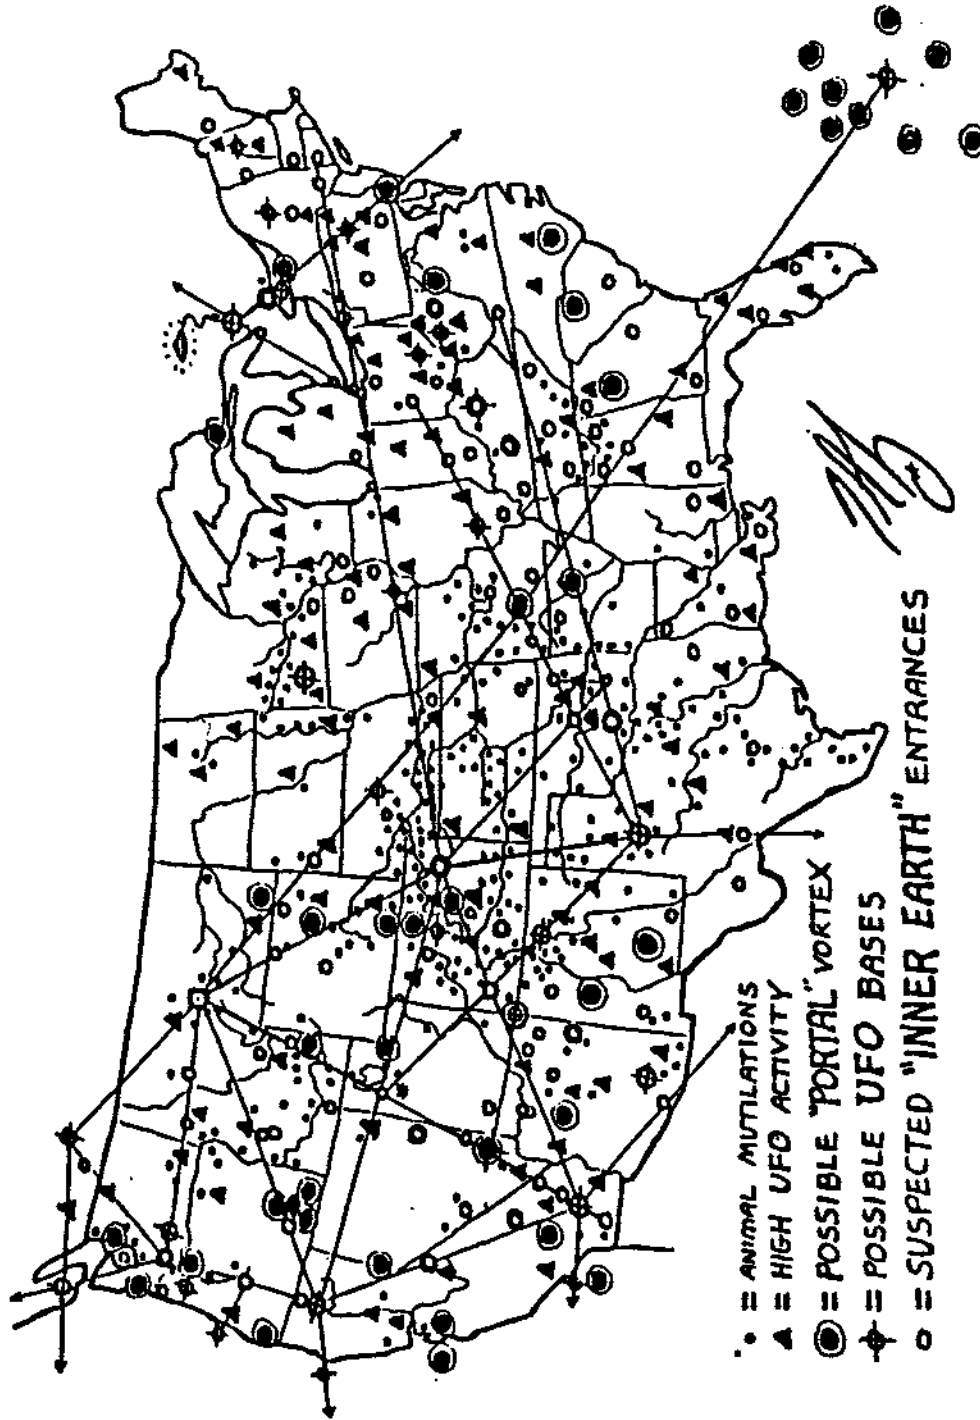 • = ANIMAL MUTILATIONS
▲ = HIGH UFO ACTIVITY
◉ = POSSIBLE "PORTAL" VORTEX
⌖ = POSSIBLE UFO BASES
o = SUSPECTED "INNER EARTH" ENTRANCES